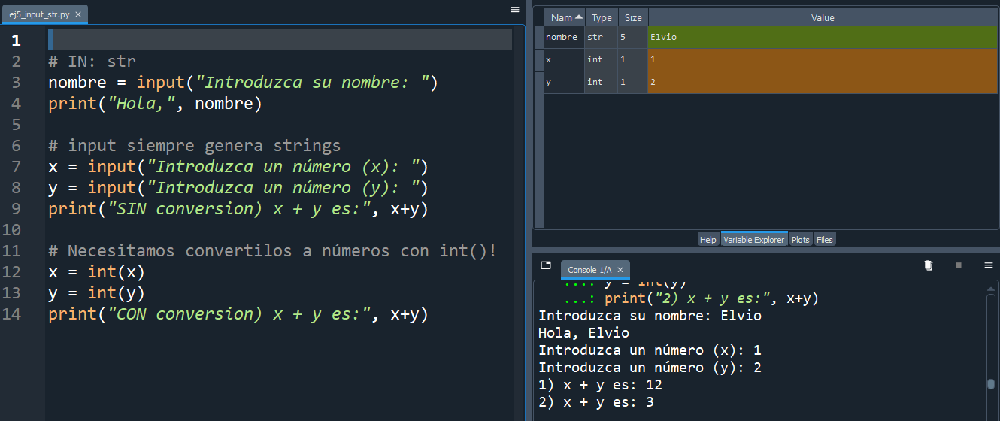 ej5_input_str.py
1
2 # IN: str
3 nombre = input("Introduzca su nombre: ")
4 print("Hola,", nombre)
5
6 # input siempre genera strings
7 x = input("Introduzca un número (x): ")
8 y = input("Introduzca un número (y): ")
9 print("SIN conversion) x + y es:", x+y)
10
11 # Necesitamos convertilos a números con int()!
12 x = int(x)
13 y = int(y)
14 print("CON conversion) x + y es:", x+y)
Nam Type Size Value
nombre str 5 Elvio
x int 1 1
y int 1 2
Help Variable Explorer Plots Files
Console 1/A
...: y = int(y)
...: print("2) x + y es:", x+y)
Introduzca su nombre: Elvio
Hola, Elvio
Introduzca un número (x): 1
Introduzca un número (y): 2
1) x + y es: 12
2) x + y es: 3